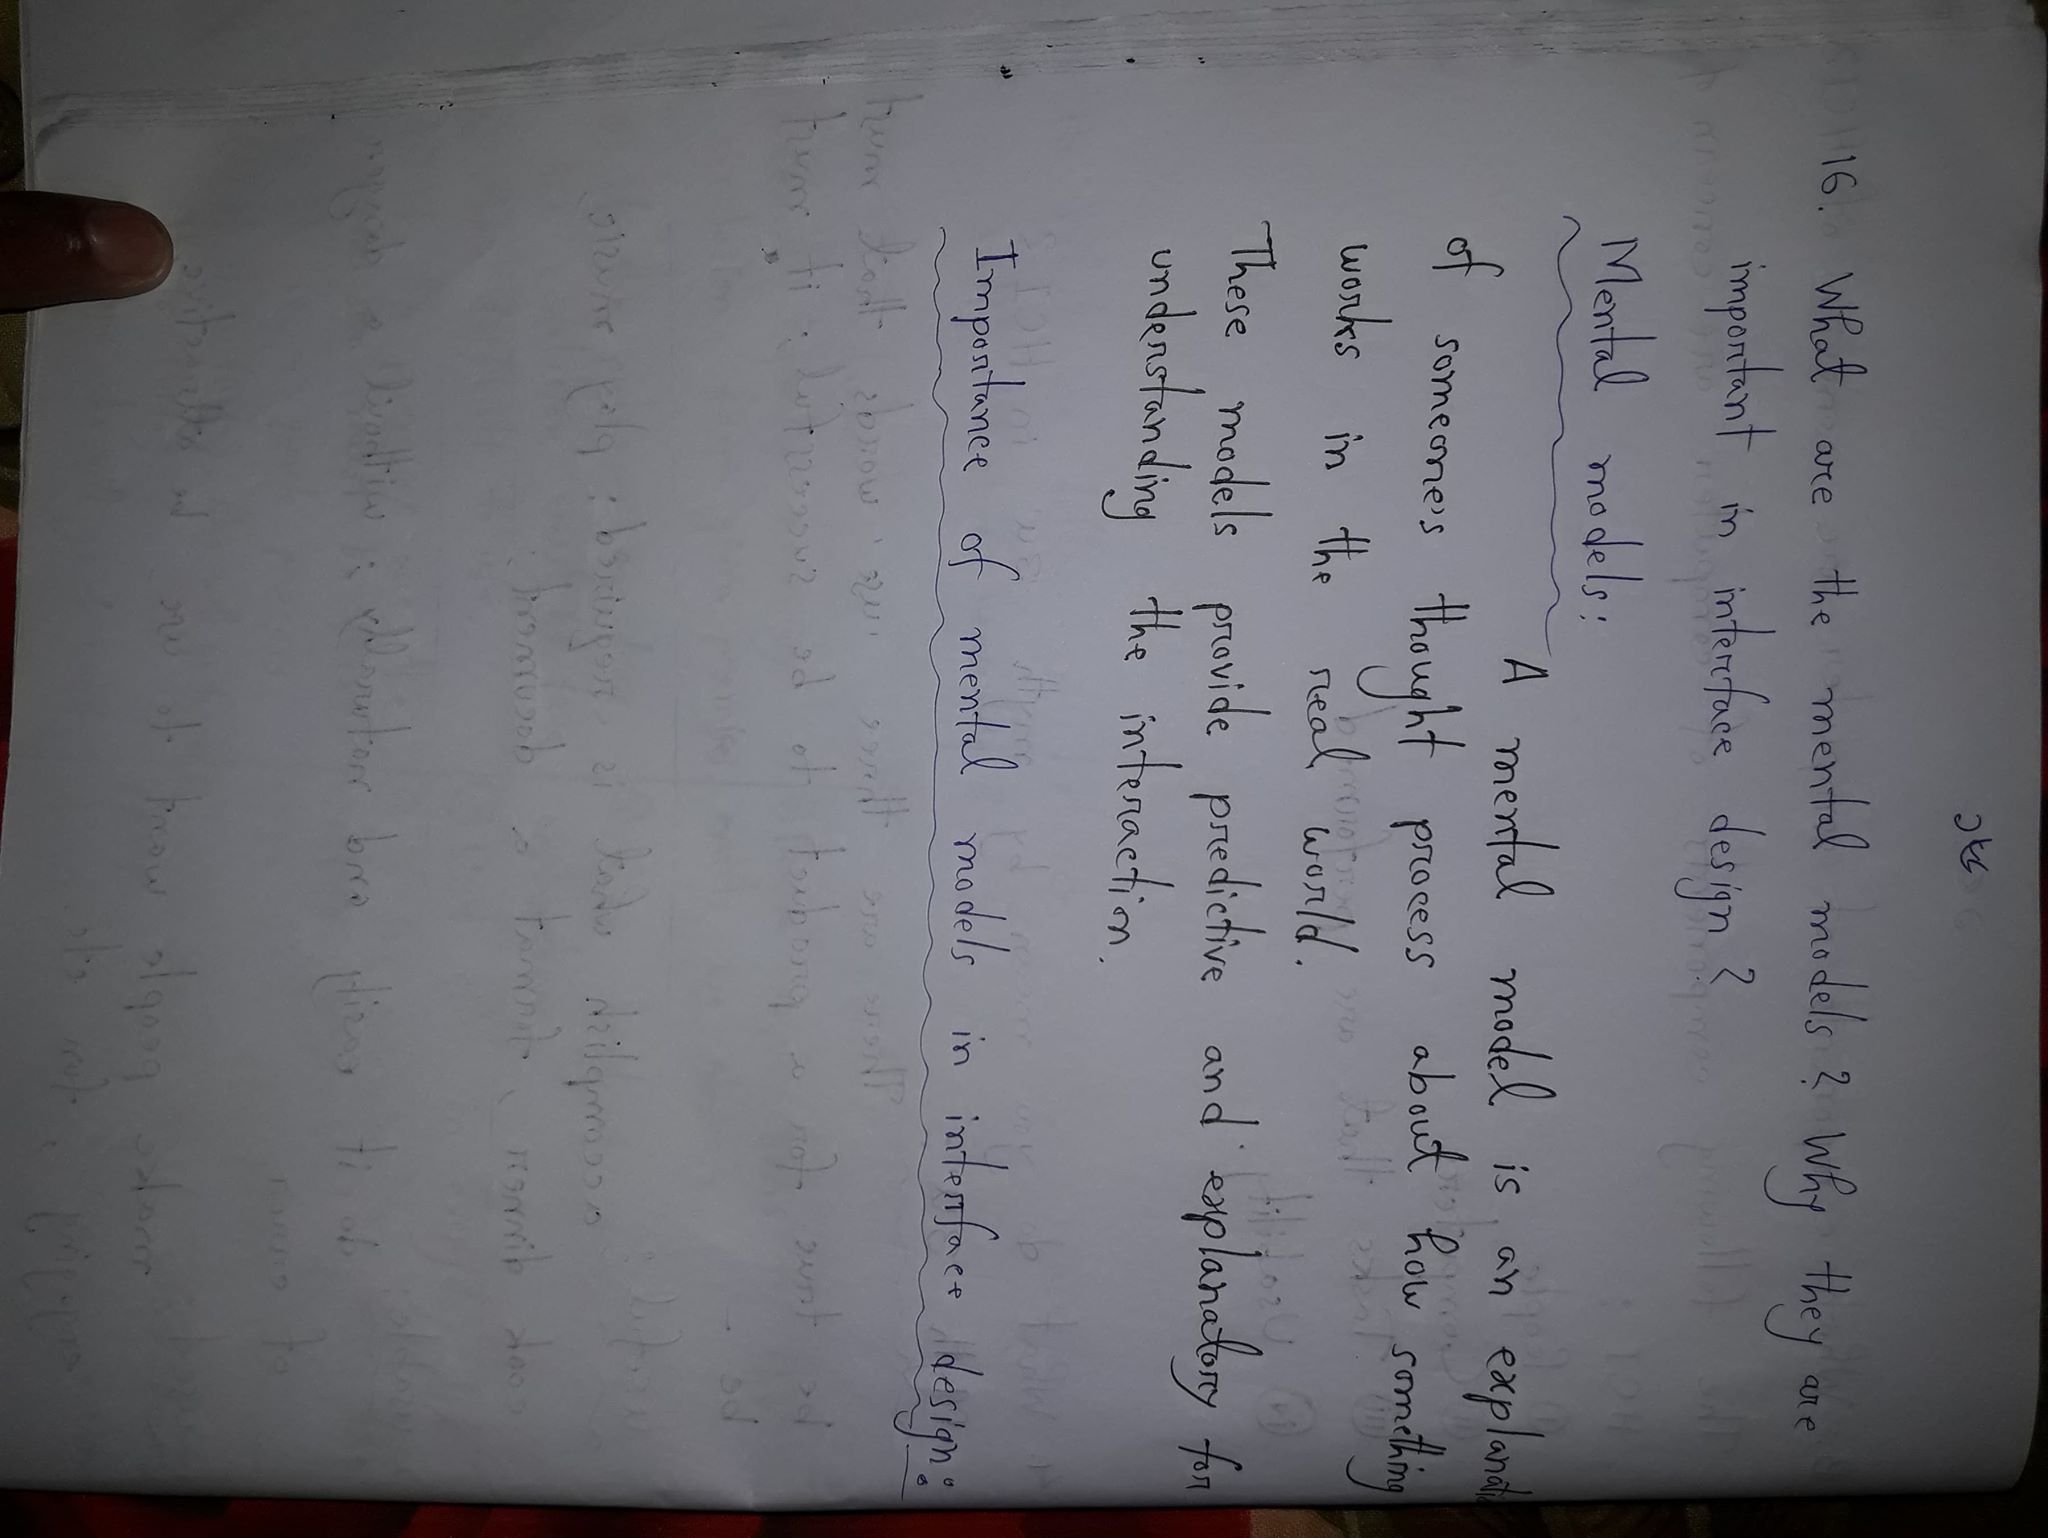 16. What are the mental models? Why they are
important in interface design?
Mental models:
A mental model is an explanati
of someone's thought process about how something
works in the real world.
These models provide predictive and explanatory for
understanding the interaction.
Importance of mental models in interface design: